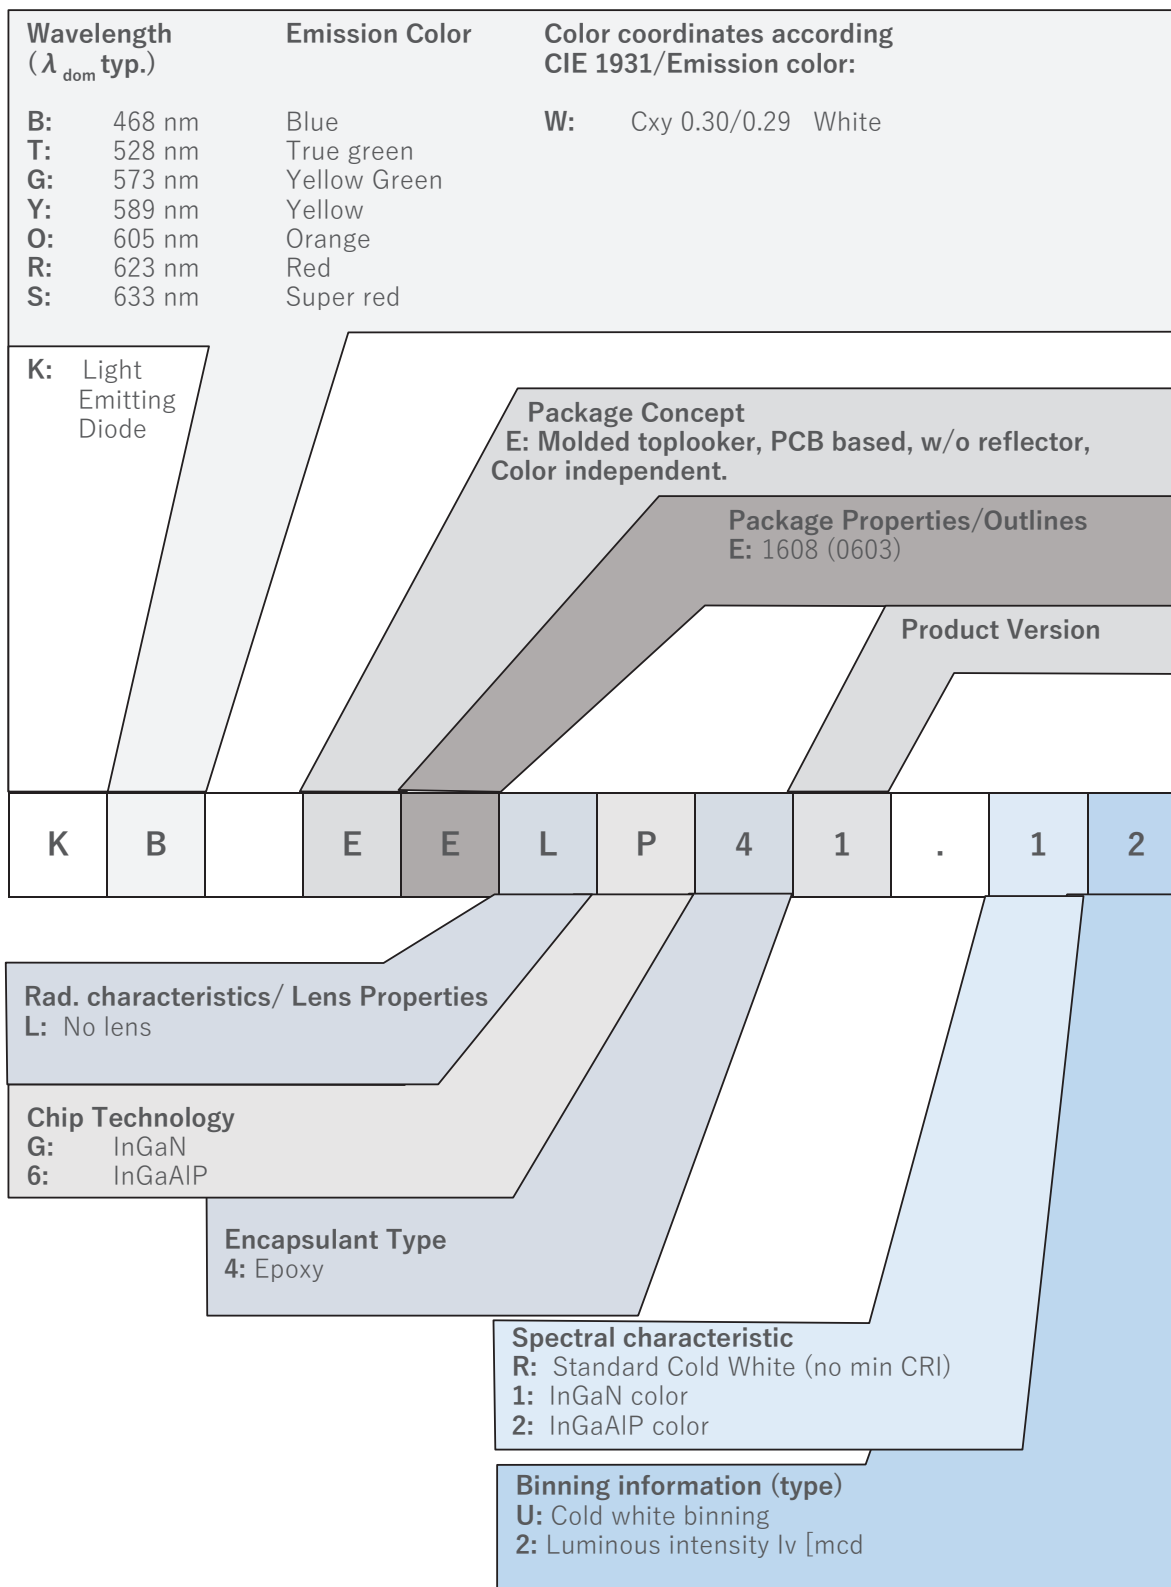 Wavelength Emission Color Color coordinates according
(λ dom typ.) CIE 1931/Emission color:
B: 468 nm Blue W: Cxy 0.30/0.29 White
T: 528 nm True green
G: 573 nm Yellow Green
Y: 589 nm Yellow
O: 605 nm Orange
R: 623 nm Red
S: 633 nm Super red
K: Light
Emitting
Diode
Package Concept
E: Molded toplooker, PCB based, w/o reflector,
Color independent.
Package Properties/Outlines
E: 1608 (0603)
Product Version
K B E E L P 4 1 . 1 2
Rad. characteristics/ Lens Properties
L: No lens
Chip Technology
G: InGaN
6: InGaAlP
Encapsulant Type
4: Epoxy
Spectral characteristic
R: Standard Cold White (no min CRI)
1: InGaN color
2: InGaAlP color
Binning information (type)
U: Cold white binning
2: Luminous intensity Iv [mcd